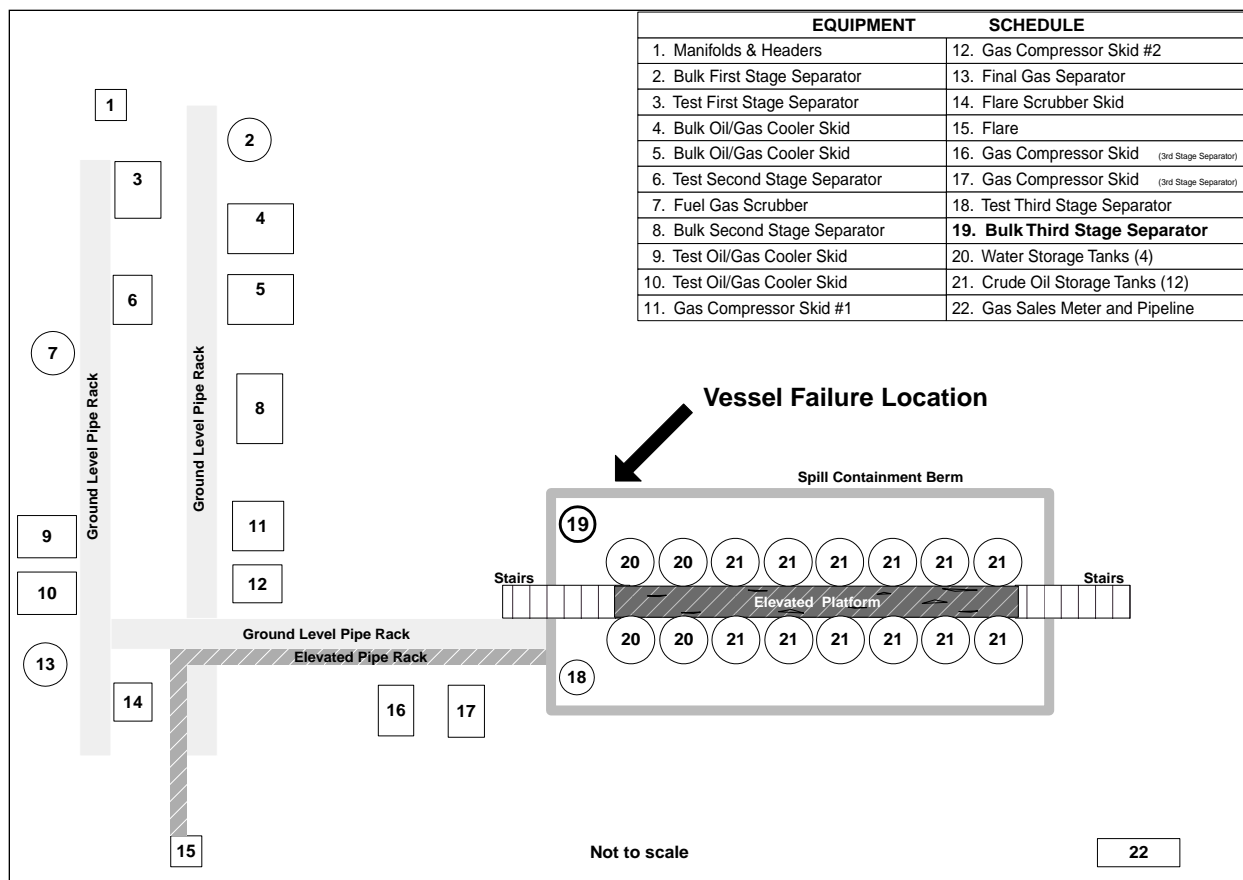 EQUIPMENT SCHEDULE
1. Manifolds & Headers
12. Gas Compressor Skid #2
2. Bulk First Stage Separator
13. Final Gas Separator
3. Test First Stage Separator
14. Flare Scrubber Skid
4. Bulk Oil/Gas Cooler Skid
15. Flare
5. Bulk Oil/Gas Cooler Skid
16. Gas Compressor Skid (3rd Stage Separator)
6. Test Second Stage Separator
17. Gas Compressor Skid (3rd Stage Separator)
7. Fuel Gas Scrubber
18. Test Third Stage Separator
8. Bulk Second Stage Separator
19. Bulk Third Stage Separator
9. Test Oil/Gas Cooler Skid
20. Water Storage Tanks (4)
10. Test Oil/Gas Cooler Skid
21. Crude Oil Storage Tanks (12)
11. Gas Compressor Skid #1
22. Gas Sales Meter and Pipeline
1
2
3
4
5
6
7
8
Ground Level Pipe Rack
Ground Level Pipe Rack
Vessel Failure Location
Spill Containment Berm
9
11
19
10
12
20 20 21 21 21 21 21 21
Stairs
Elevated Platform
Stairs
20 20 21 21 21 21 21 21
Ground Level Pipe Rack
Elevated Pipe Rack
13
18
14
16
17
15
Not to scale
22